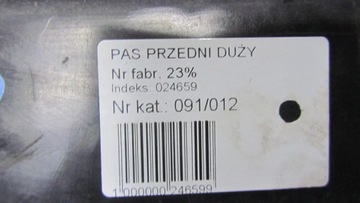 PAS PRZEDNI DUŻY
Nr fabr. 23%
Indeks: 024659
Nr kat.: 091/012
1 000000 246599